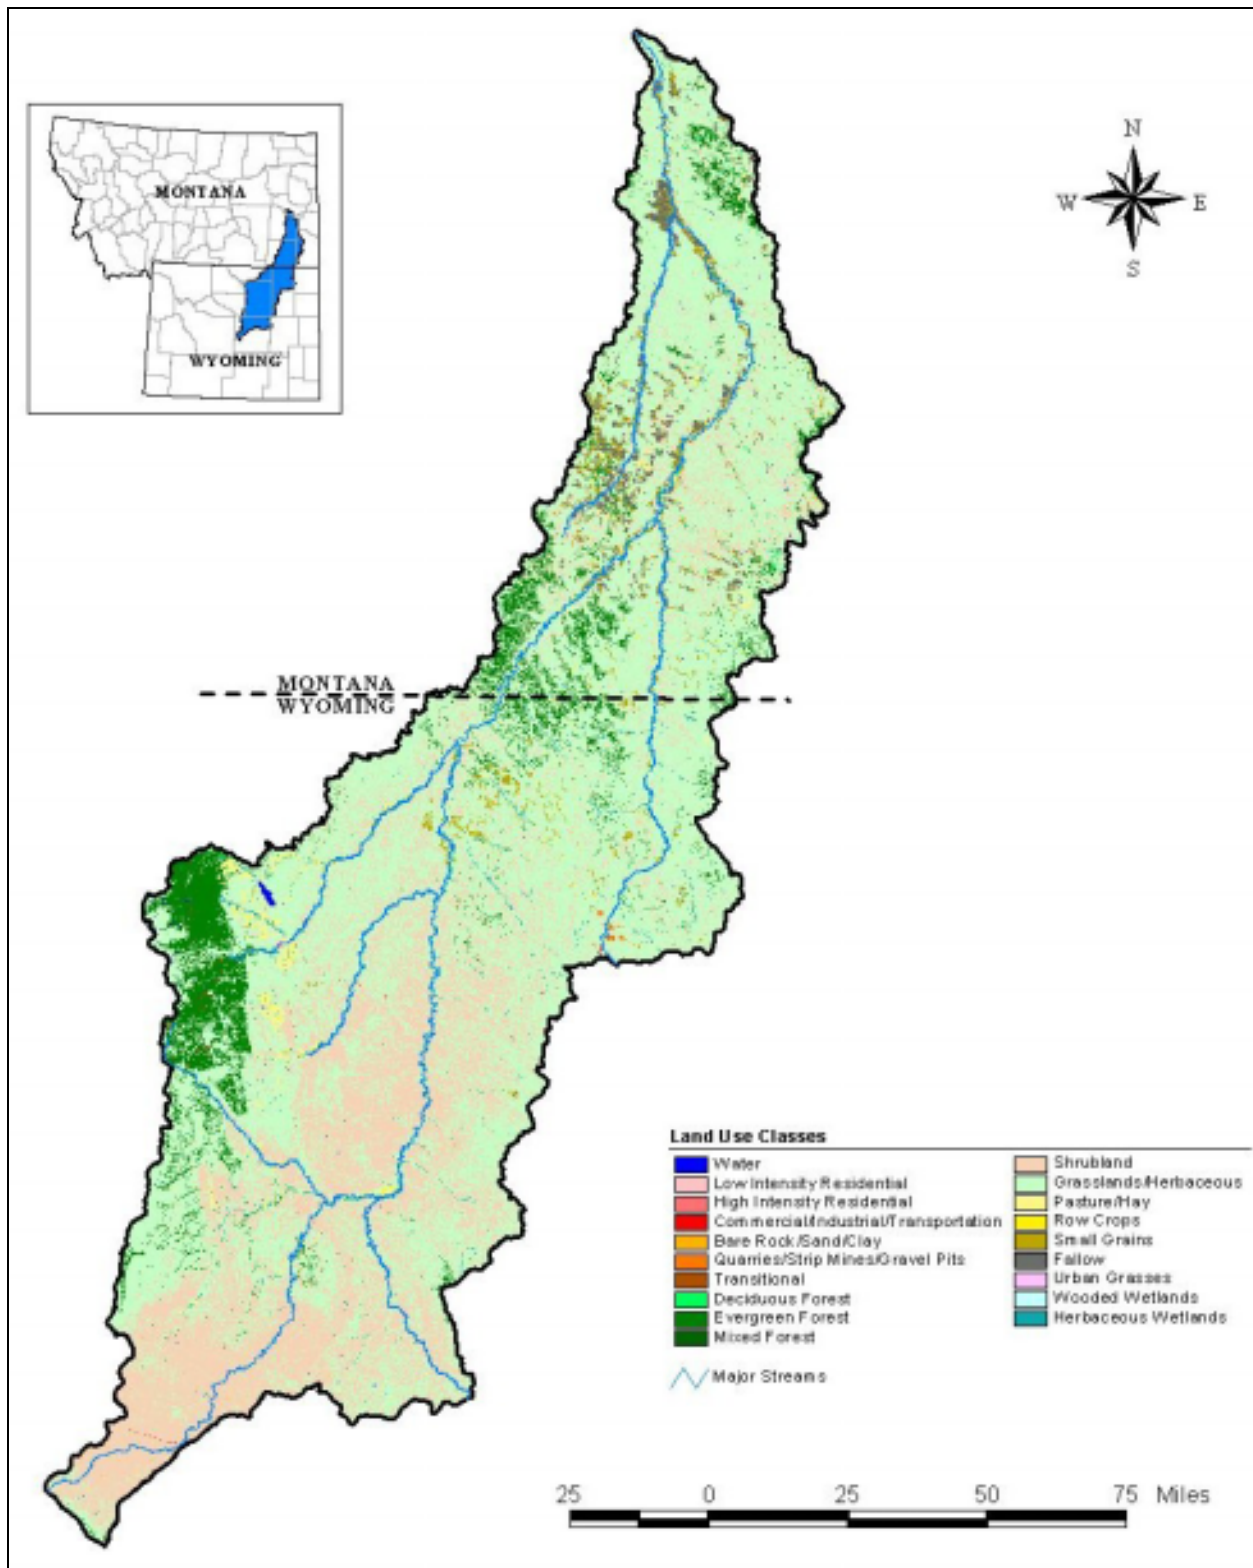 MONTANA
WYOMING
N
W E
S
MONTANA
WYOMING
Land Use Classes
Water
Low Intensity Residential
High Intensity Residential
Commercial/Industrial/Transportation
Bare Rock/Sand/Clay
Quarries/Strip Mines/Gravel Pits
Transitional
Deciduous Forest
Evergreen Forest
Mixed Forest
Major Streams
Shrubland
Grasslands/Herbaceous
Pasture/Hay
Row Crops
Small Grains
Fallow
Urban Grasses
Wooded Wetlands
Herbaceous Wetlands
25 0 25 50 75 Miles